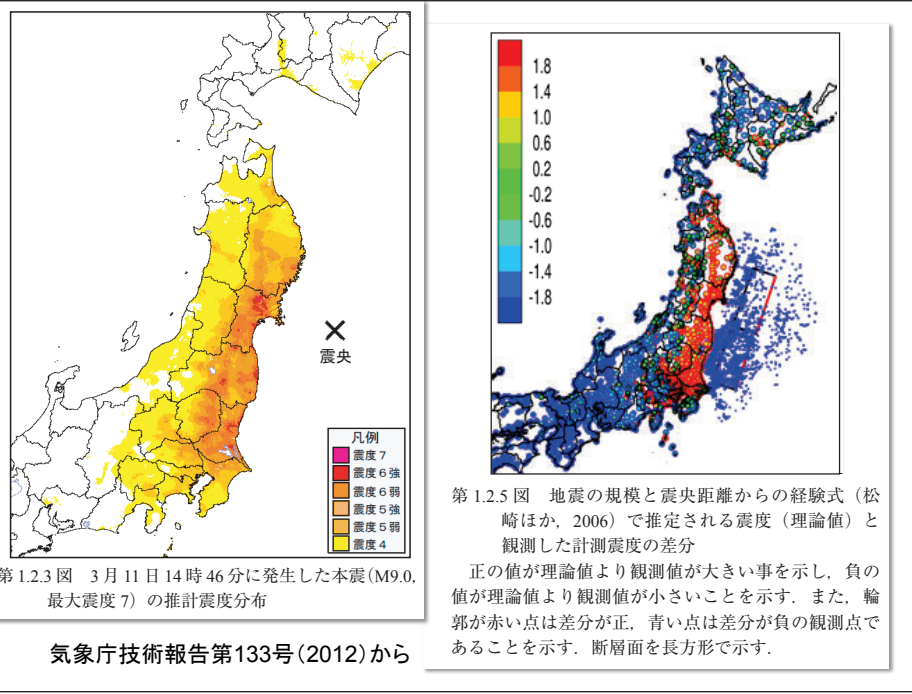 震央
凡例
震度7
震度6強
震度6弱
震度5強
震度5弱
震度4
第1.2.3図 3月11日14時46分に発生した本震(M9.0,
最大震度7)の推計震度分布
気象庁技術報告第133号(2012)から
1.8
1.4
1.0
0.6
0.2
-0.2
-0.6
-1.0
-1.4
-1.8
第1.2.5図 地震の規模と震央距離からの経験式(松
崎ほか,2006)で推定される震度(理論値)と
観測した計測震度の差分
正の値が理論値より観測値が大きい事を示し,負の
値が理論値より観測値が小さいことを示す.また,輪
郭が赤い点は差分が正,青い点は差分が負の観測点で
あることを示す.断層面を長方形で示す.